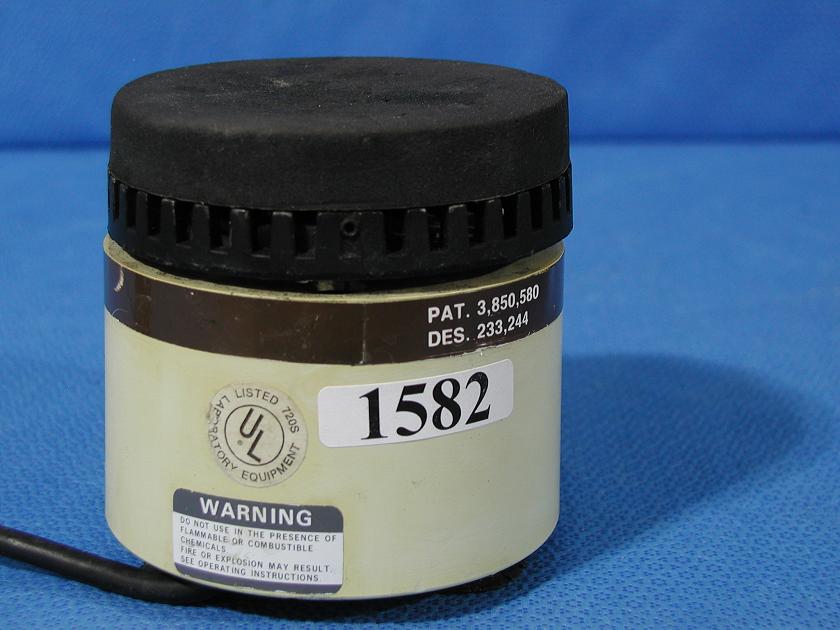 PAT. 3,850,580
DES. 233,244
1582
LISTED 720S
UL
LABORATORY EQUIPMENT
WARNING
DO NOT USE IN THE PRESENCE OF
FLAMMABLE OR COMBUSTIBLE
CHEMICALS
FIRE OR EXPLOSION MAY RESULT.
SEE OPERATING INSTRUCTIONS